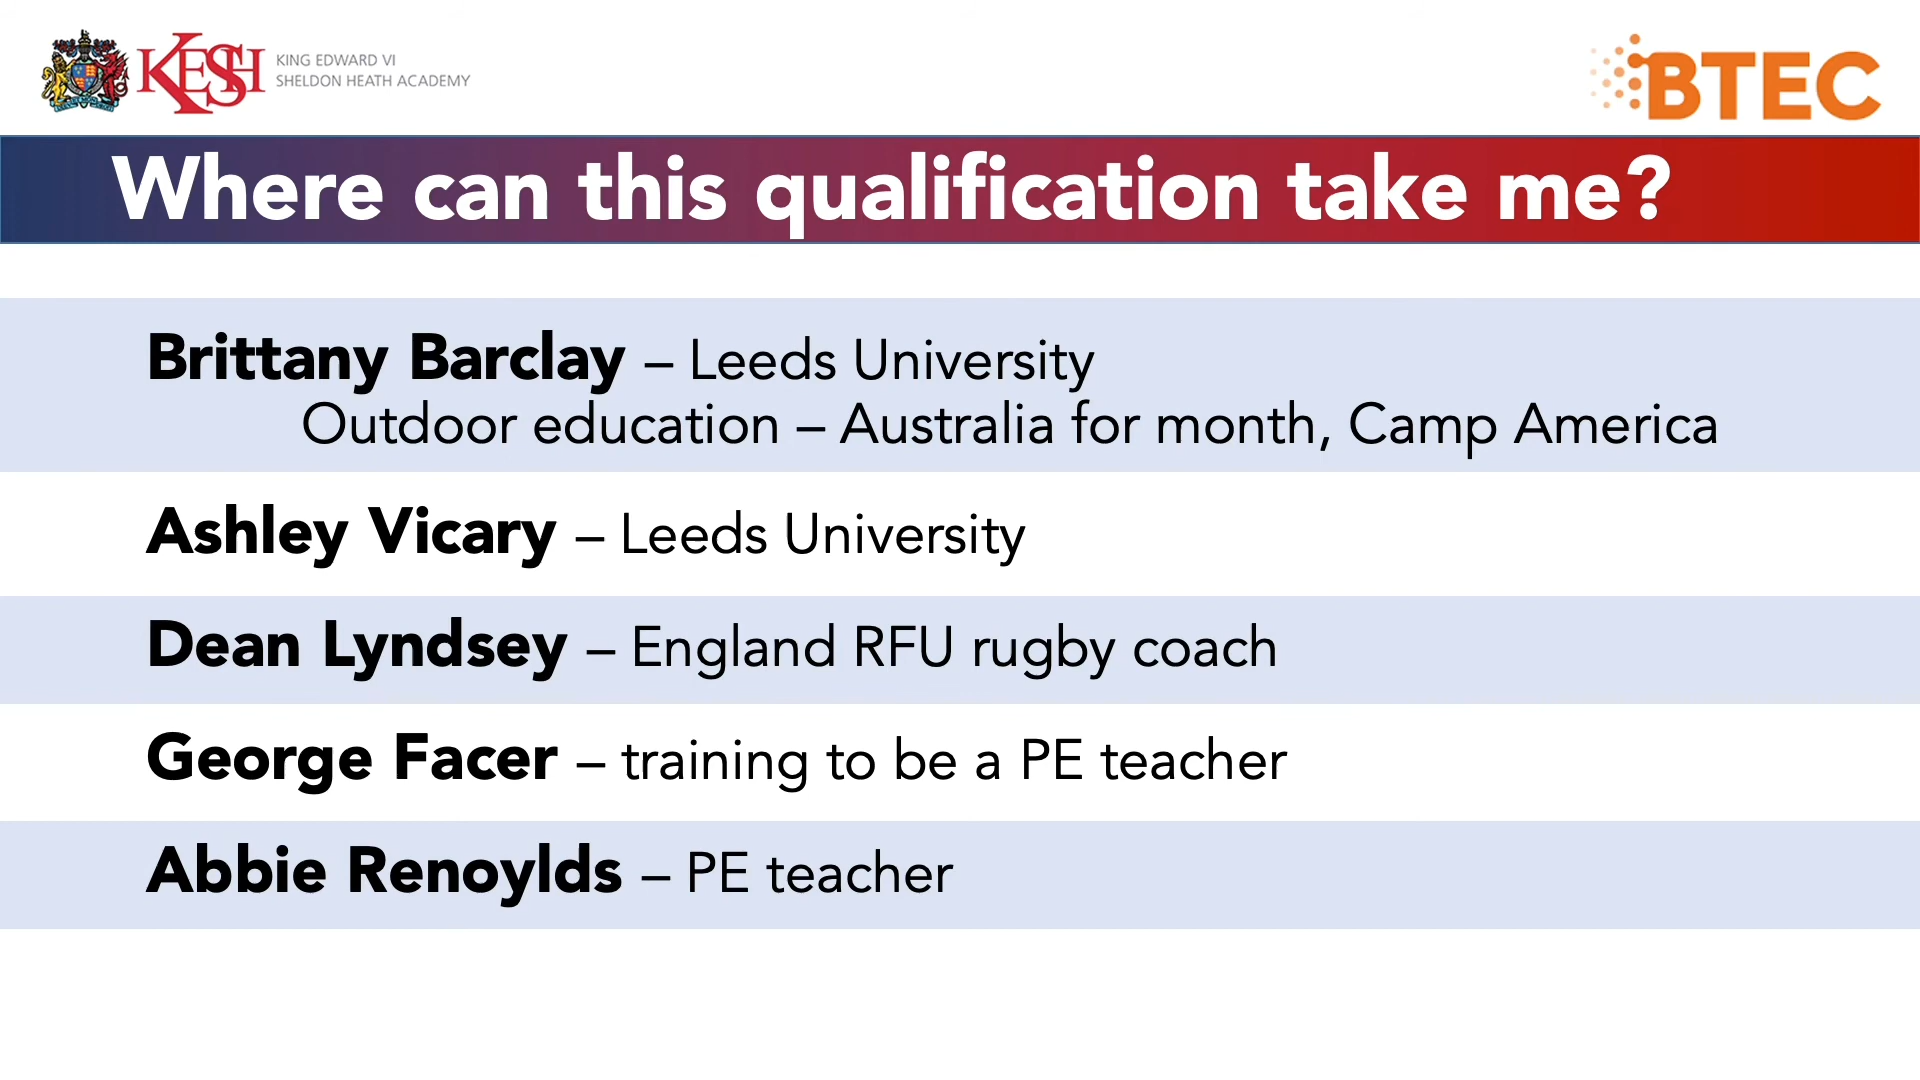 KESH KING EDWARD VI
SHELDON HEATH ACADEMY
BTEC
Where can this qualification take me?
Brittany Barclay – Leeds University
Outdoor education – Australia for month, Camp America
Ashley Vicary – Leeds University
Dean Lyndsey – England RFU rugby coach
George Facer – training to be a PE teacher
Abbie Renoylds – PE teacher